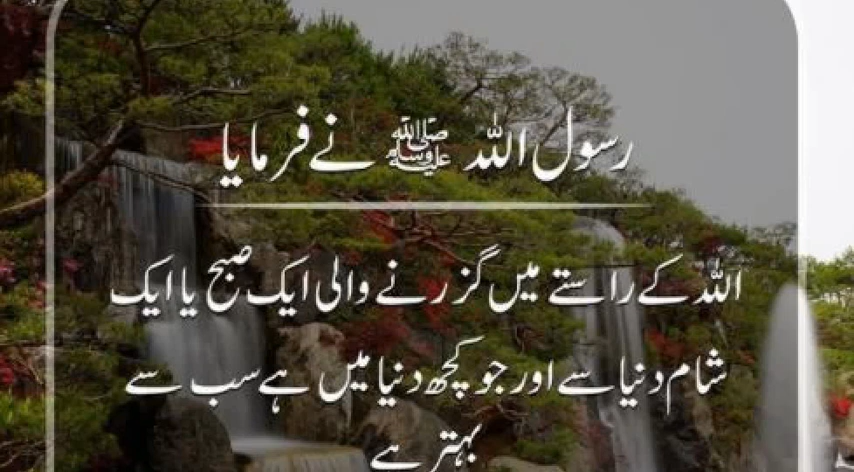 رسول اللہ ﷺ نے فرمایا
اللہ کے راستے میں گزرنے والی ایک صبح یا ایک
شام دنیا سے اور جو کچھ دنیا میں ہے سب سے
بہتر ہے